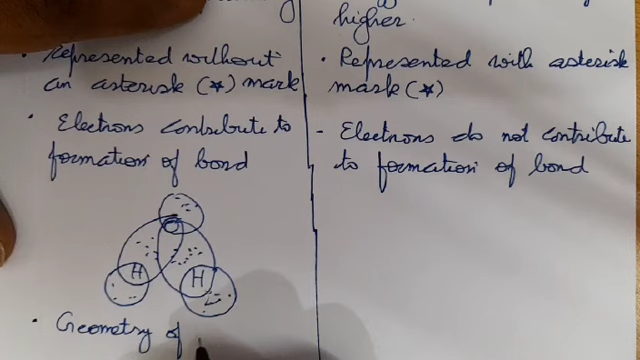 higher.
· Represented without
an asterisk (*) mark
· Electrons contribute to
formation of bond
O
H
H
· Geometry of
· Represented with asterisk
mark (*)
- Electrons do not contribute
to formation of bond